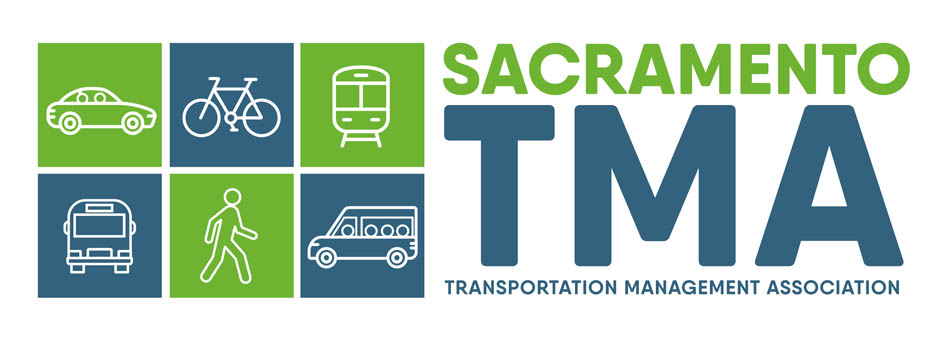 SACRAMENTO
TMA
TRANSPORTATION MANAGEMENT ASSOCIATION